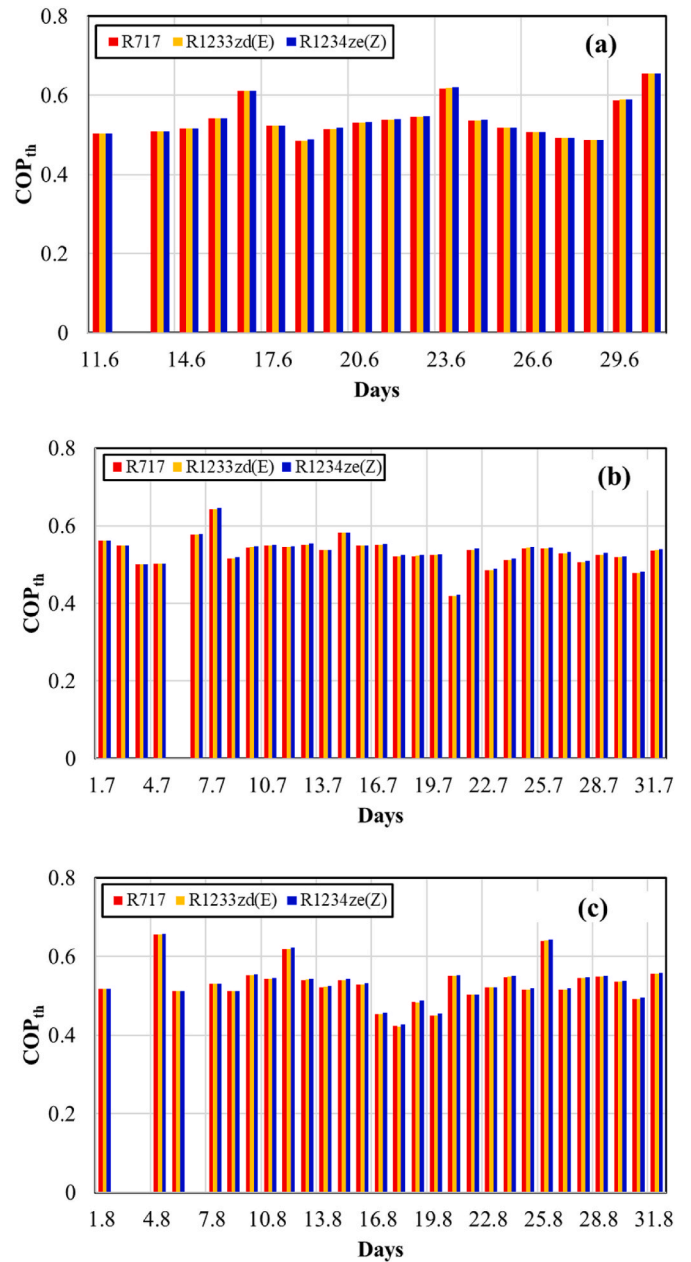 0.8
R717 R1233zd(E) R1234ze(Z)
(a)
0.6
0.4
0.2
0
COPth
11.6 14.6 17.6 20.6 23.6 26.6 29.6
Days
0.8
R717 R1233zd(E) R1234ze(Z)
(b)
0.6
0.4
0.2
0
COPth
1.7 4.7 7.7 10.7 13.7 16.7 19.7 22.7 25.7 28.7 31.7
Days
0.8
R717 R1233zd(E) R1234ze(Z)
(c)
0.6
0.4
0.2
0
COPth
1.8 4.8 7.8 10.8 13.8 16.8 19.8 22.8 25.8 28.8 31.8
Days